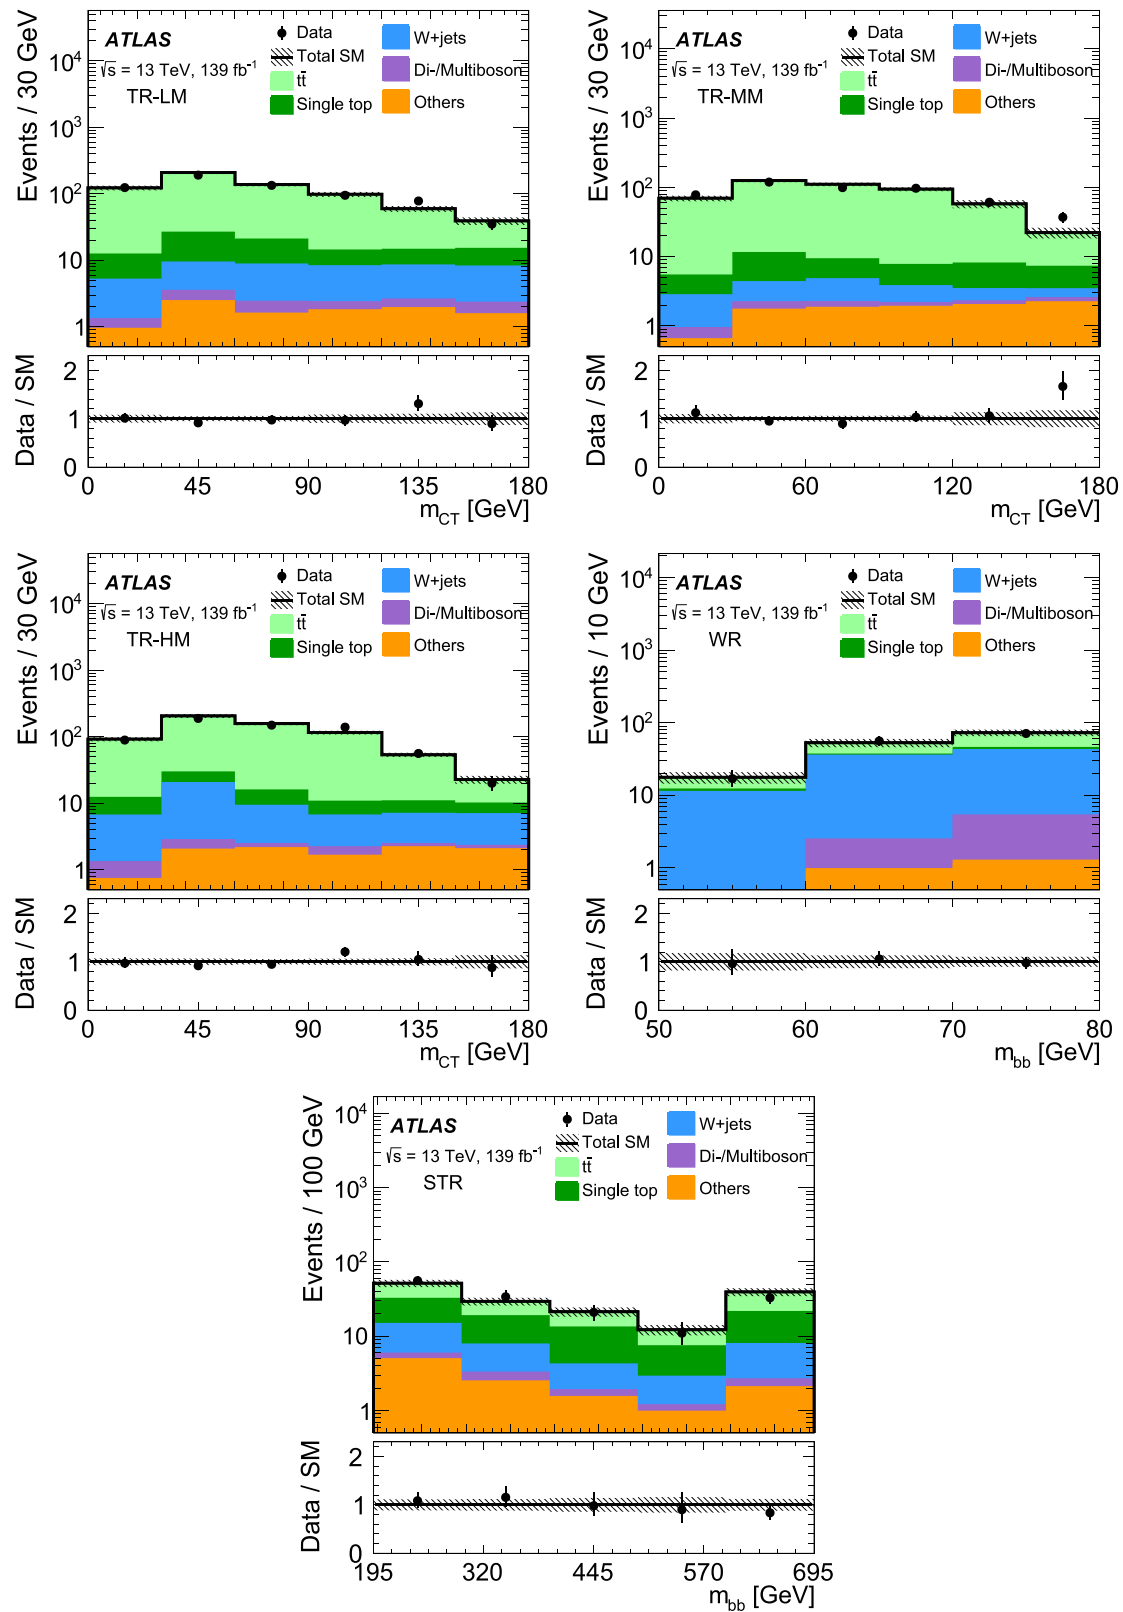 Events / 30 GeV
ATLAS
√s = 13 TeV, 139 fb⁻¹
TR-LM
Data
Total SM
tt̄
Single top
W+jets
Di-/Multiboson
Others
10⁴
10³
10²
10
1
Data / SM
2
1
0
0 45 90 135 180
m_CT [GeV]
Events / 30 GeV
ATLAS
√s = 13 TeV, 139 fb⁻¹
TR-MM
Data
Total SM
tt̄
Single top
W+jets
Di-/Multiboson
Others
10⁴
10³
10²
10
1
Data / SM
2
1
0
0 60 120 180
m_CT [GeV]
Events / 30 GeV
ATLAS
√s = 13 TeV, 139 fb⁻¹
TR-HM
Data
Total SM
tt̄
Single top
W+jets
Di-/Multiboson
Others
10⁴
10³
10²
10
1
Data / SM
2
1
0
0 45 90 135 180
m_CT [GeV]
Events / 10 GeV
ATLAS
√s = 13 TeV, 139 fb⁻¹
WR
Data
Total SM
tt̄
Single top
W+jets
Di-/Multiboson
Others
10⁴
10³
10²
10
1
Data / SM
2
1
0
50 60 70 80
m_bb [GeV]
Events / 100 GeV
ATLAS
√s = 13 TeV, 139 fb⁻¹
STR
Data
Total SM
tt̄
Single top
W+jets
Di-/Multiboson
Others
10⁴
10³
10²
10
1
Data / SM
2
1
0
195 320 445 570 695
m_bb [GeV]